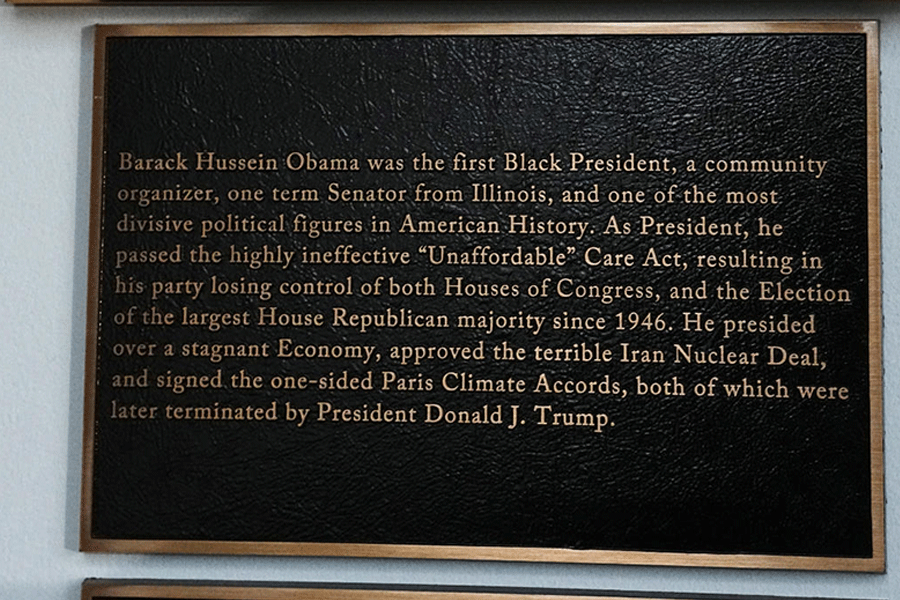 Barack Hussein Obama was the first Black President, a community
organizer, one term Senator from Illinois, and one of the most
divisive political figures in American History. As President, he
passed the highly ineffective “Unaffordable” Care Act, resulting in
his party losing control of both Houses of Congress, and the Election
of the largest House Republican majority since 1946. He presided
over a stagnant Economy, approved the terrible Iran Nuclear Deal,
and signed the one-sided Paris Climate Accords, both of which were
later terminated by President Donald J. Trump.